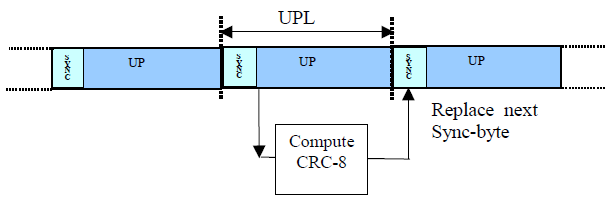 UPL
SYNC
UP
SYNC
UP
SYNC
UP
Replace next
Sync-byte
Compute
CRC-8